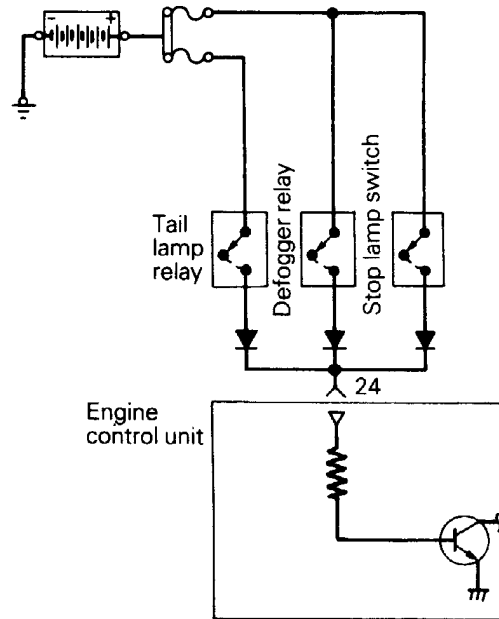 - +
Tail
lamp
relay
Defogger relay
Stop lamp switch
24
Engine
control unit